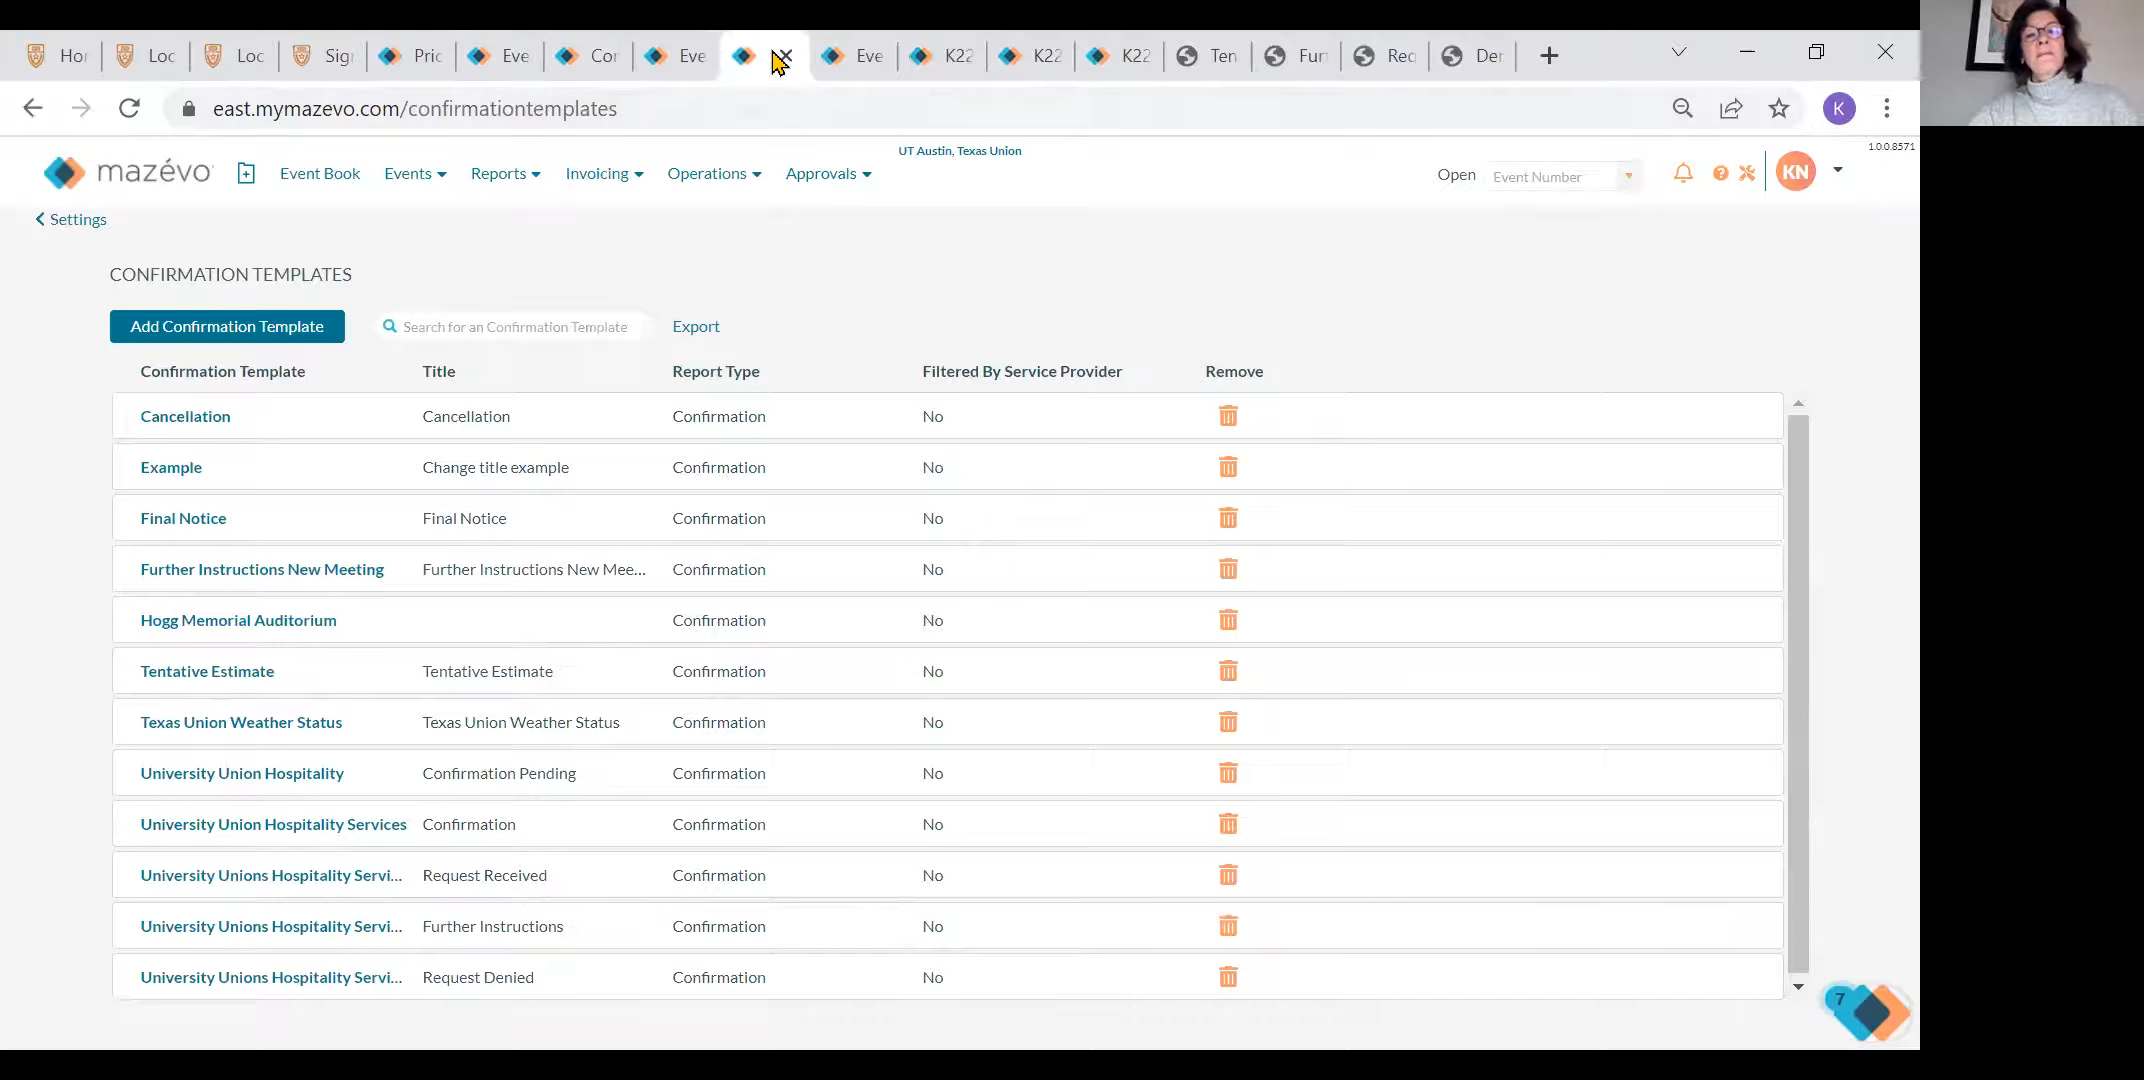 Hor Loc Loc Sig Pric Eve Cor Eve Eve K22 K22 K22 Ten Fur Req Der
east.mymazevo.com/confirmationtemplates
K
1.0.0.8571
UT Austin, Texas Union
mazévo Event Book Events Reports Invoicing Operations Approvals Open Event Number KN
Settings
CONFIRMATION TEMPLATES
Add Confirmation Template Search for an Confirmation Template Export
Confirmation Template Title Report Type Filtered By Service Provider Remove
Cancellation Cancellation Confirmation No
Example Change title example Confirmation No
Final Notice Final Notice Confirmation No
Further Instructions New Meeting Further Instructions New Mee... Confirmation No
Hogg Memorial Auditorium Confirmation No
Tentative Estimate Tentative Estimate Confirmation No
Texas Union Weather Status Texas Union Weather Status Confirmation No
University Union Hospitality Confirmation Pending Confirmation No
University Union Hospitality Services Confirmation Confirmation No
University Unions Hospitality Servi... Request Received Confirmation No
University Unions Hospitality Servi... Further Instructions Confirmation No
University Unions Hospitality Servi... Request Denied Confirmation No
7